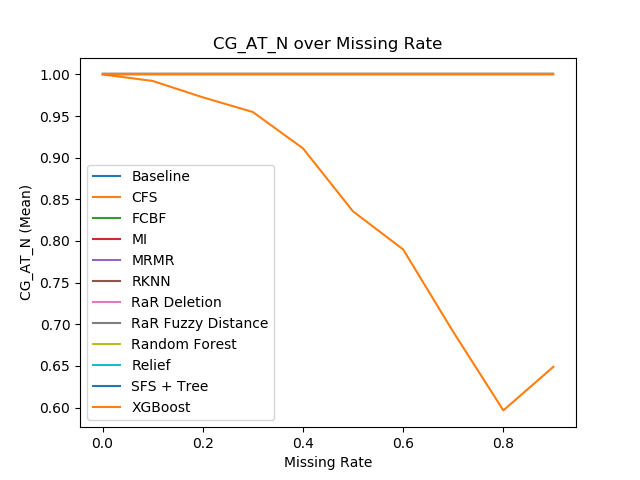 CG_AT_N over Missing Rate
CG_AT_N (Mean)
1.00
0.95
0.90
0.85
0.80
0.75
0.70
0.65
0.60
Baseline
CFS
FCBF
MI
MRMR
RKNN
RaR Deletion
RaR Fuzzy Distance
Random Forest
Relief
SFS + Tree
XGBoost
0.0 0.2 0.4 0.6 0.8
Missing Rate